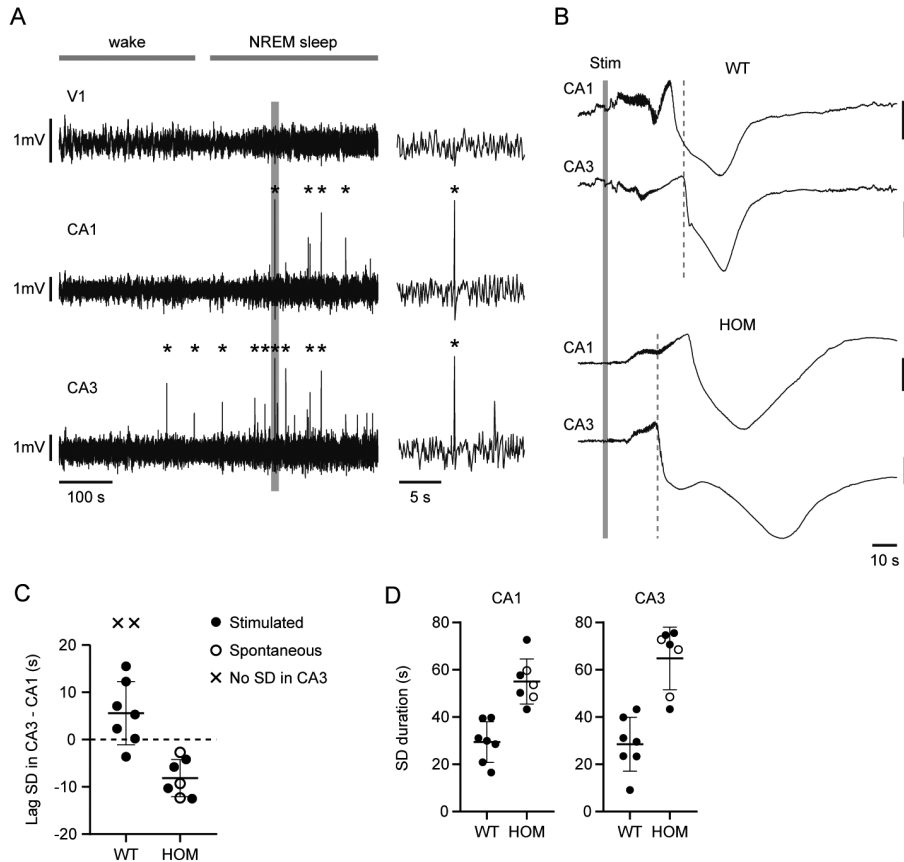 A
wake
NREM sleep
V1
1mV
*
* * * *
CA1
1mV
* * * * * * * * *
*
CA3
1mV
100 s
5 s
B
Stim
WT
CA1
CA3
HOM
CA1
CA3
10 s
C
Lag SD in CA3 - CA1 (s)
20
10
0
-10
-20
WT
HOM
Stimulated
Spontaneous
No SD in CA3
D
CA1
SD duration (s)
80
60
40
20
0
WT
HOM
CA3
80
60
40
20
0
WT
HOM